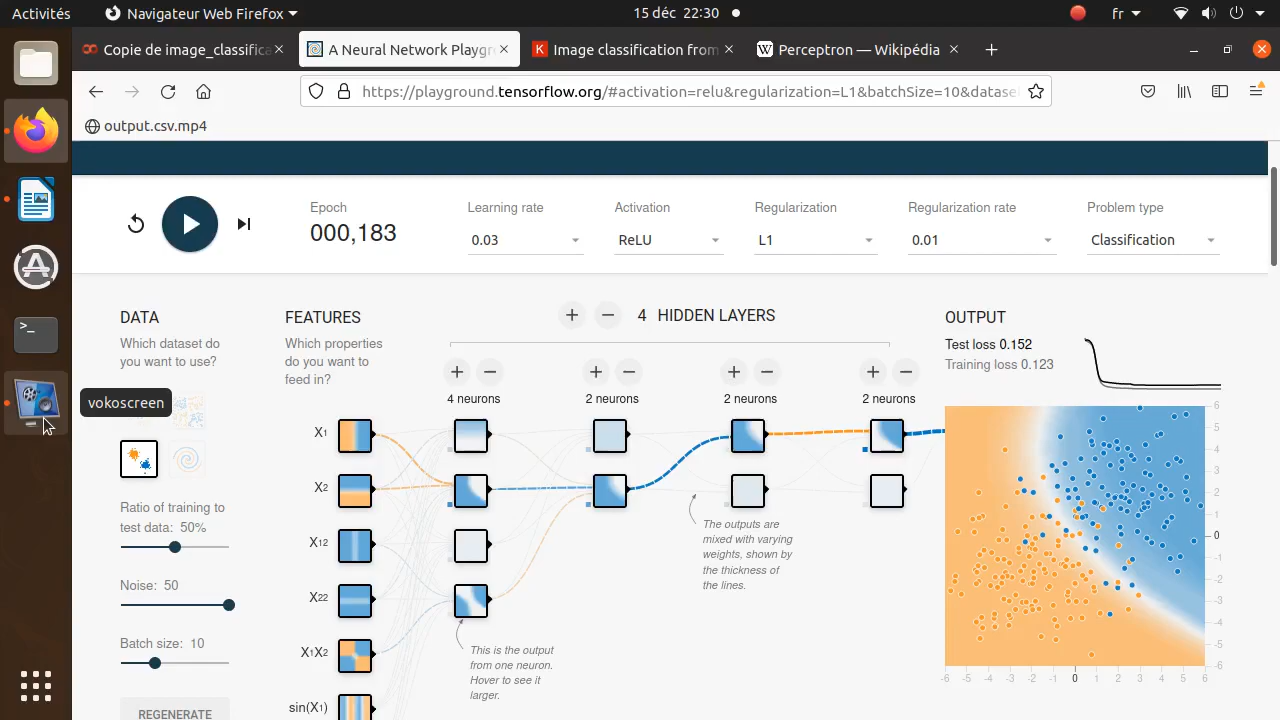 Activités
Navigateur Web Firefox
15 déc 22:30
fr
Copie de image_classifica
A Neural Network Playgr
Image classification from
Perceptron — Wikipédia
https://playground.tensorflow.org/#activation=relu&regularization=L1&batchSize=10&datase
output.csv.mp4
Epoch
000,183
Learning rate
0.03
Activation
ReLU
Regularization
L1
Regularization rate
0.01
Problem type
Classification
DATA
Which dataset do
you want to use?
vokoscreen
Ratio of training to
test data: 50%
Noise: 50
Batch size: 10
REGENERATE
FEATURES
Which properties
do you want to
feed in?
X1
X2
X12
X22
X1X2
sin(X1)
+ − 4 HIDDEN LAYERS
+ −
4 neurons
+ −
2 neurons
+ −
2 neurons
+ −
2 neurons
The outputs are
mixed with varying
weights, shown by
the thickness of
the lines.
This is the output
from one neuron.
Hover to see it
larger.
OUTPUT
Test loss 0.152
Training loss 0.123
6
5
4
3
2
1
0
-1
-2
-3
-4
-5
-6
-6 -5 -4 -3 -2 -1 0 1 2 3 4 5 6